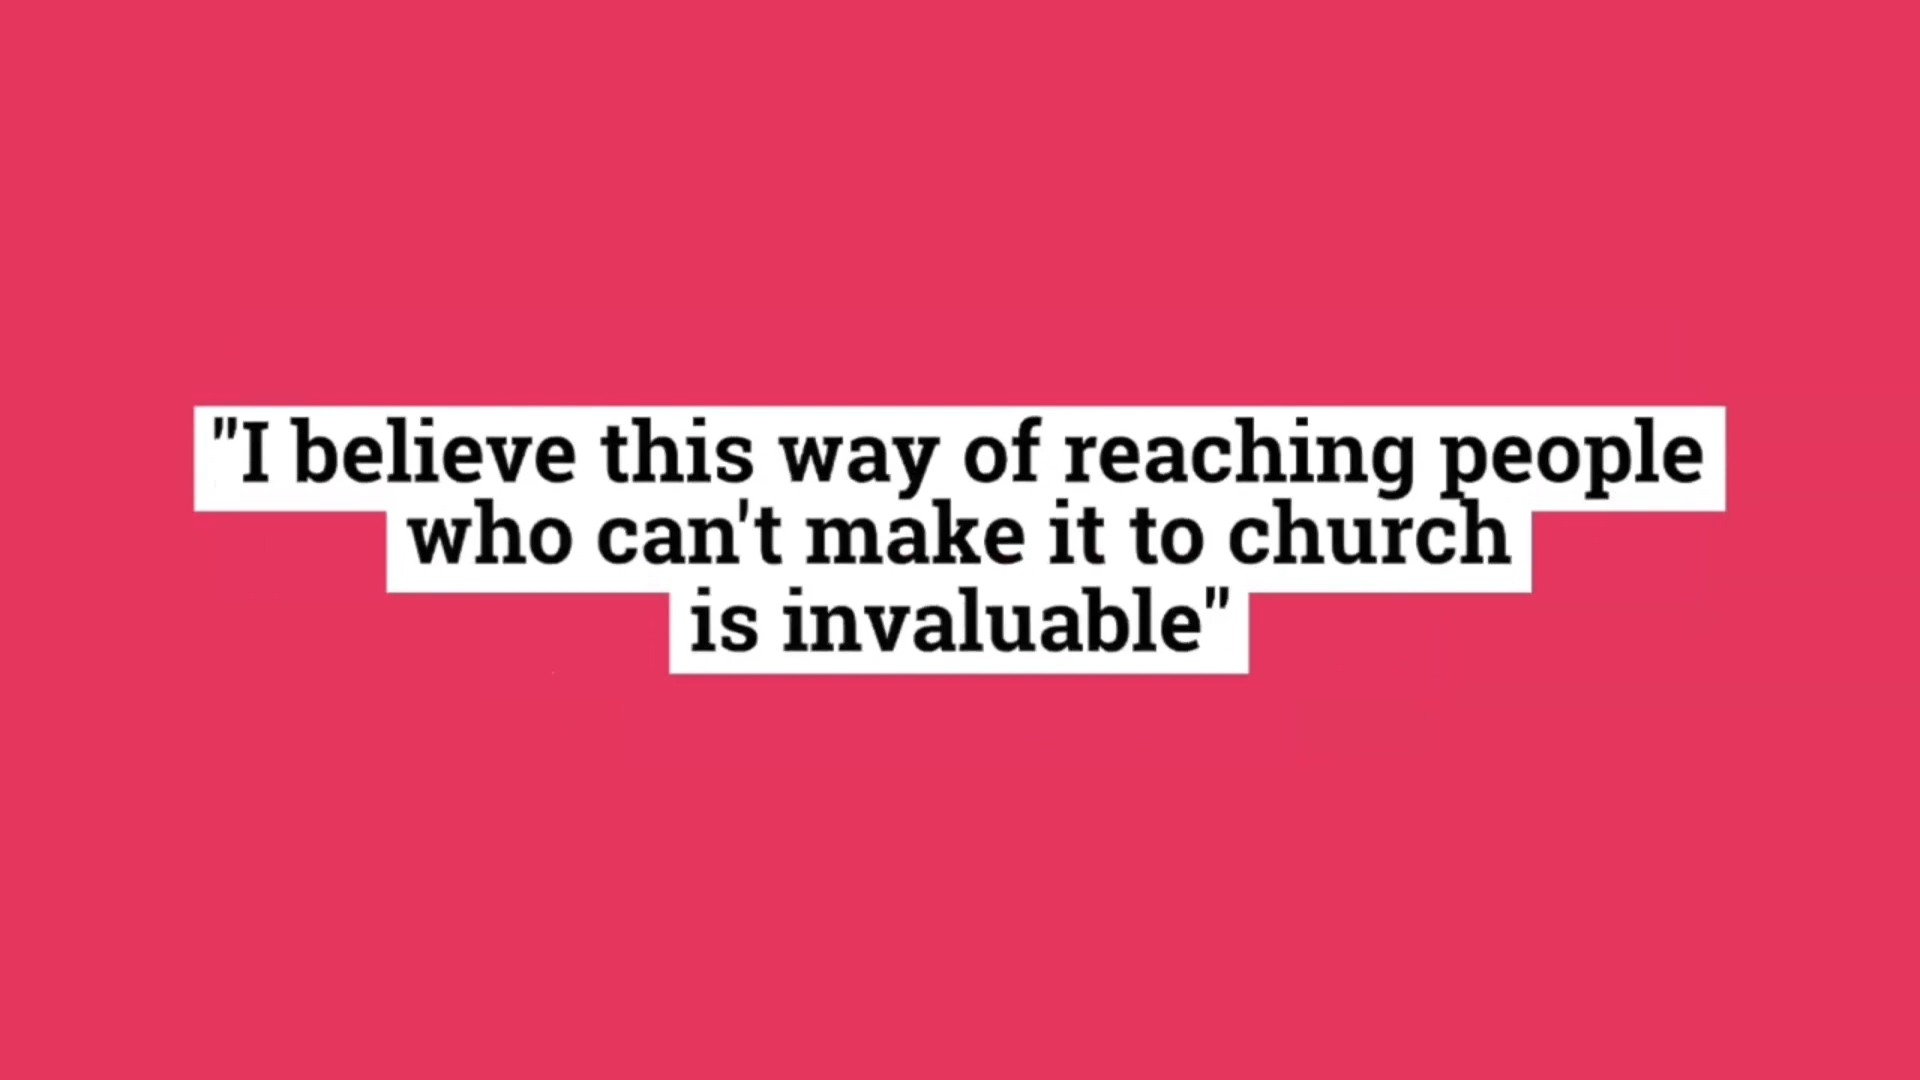 "I believe this way of reaching people
who can't make it to church
is invaluable"